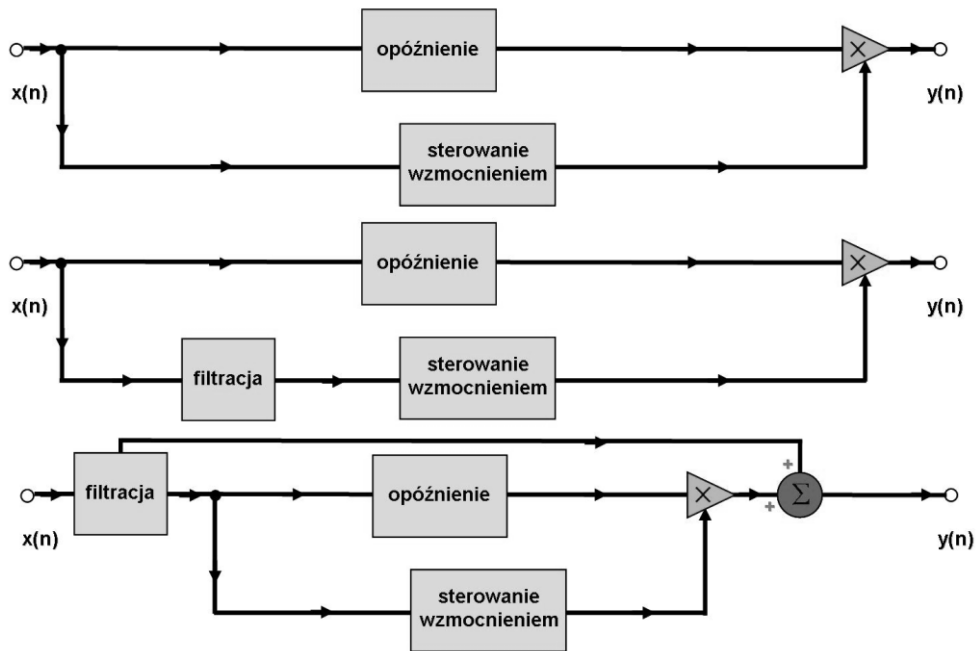 opóźnienie
×
x(n)
y(n)
sterowanie
wzmocnieniem
opóźnienie
×
x(n)
y(n)
filtracja
sterowanie
wzmocnieniem
+
filtracja
opóźnienie
×
+
Σ
x(n)
y(n)
sterowanie
wzmocnieniem